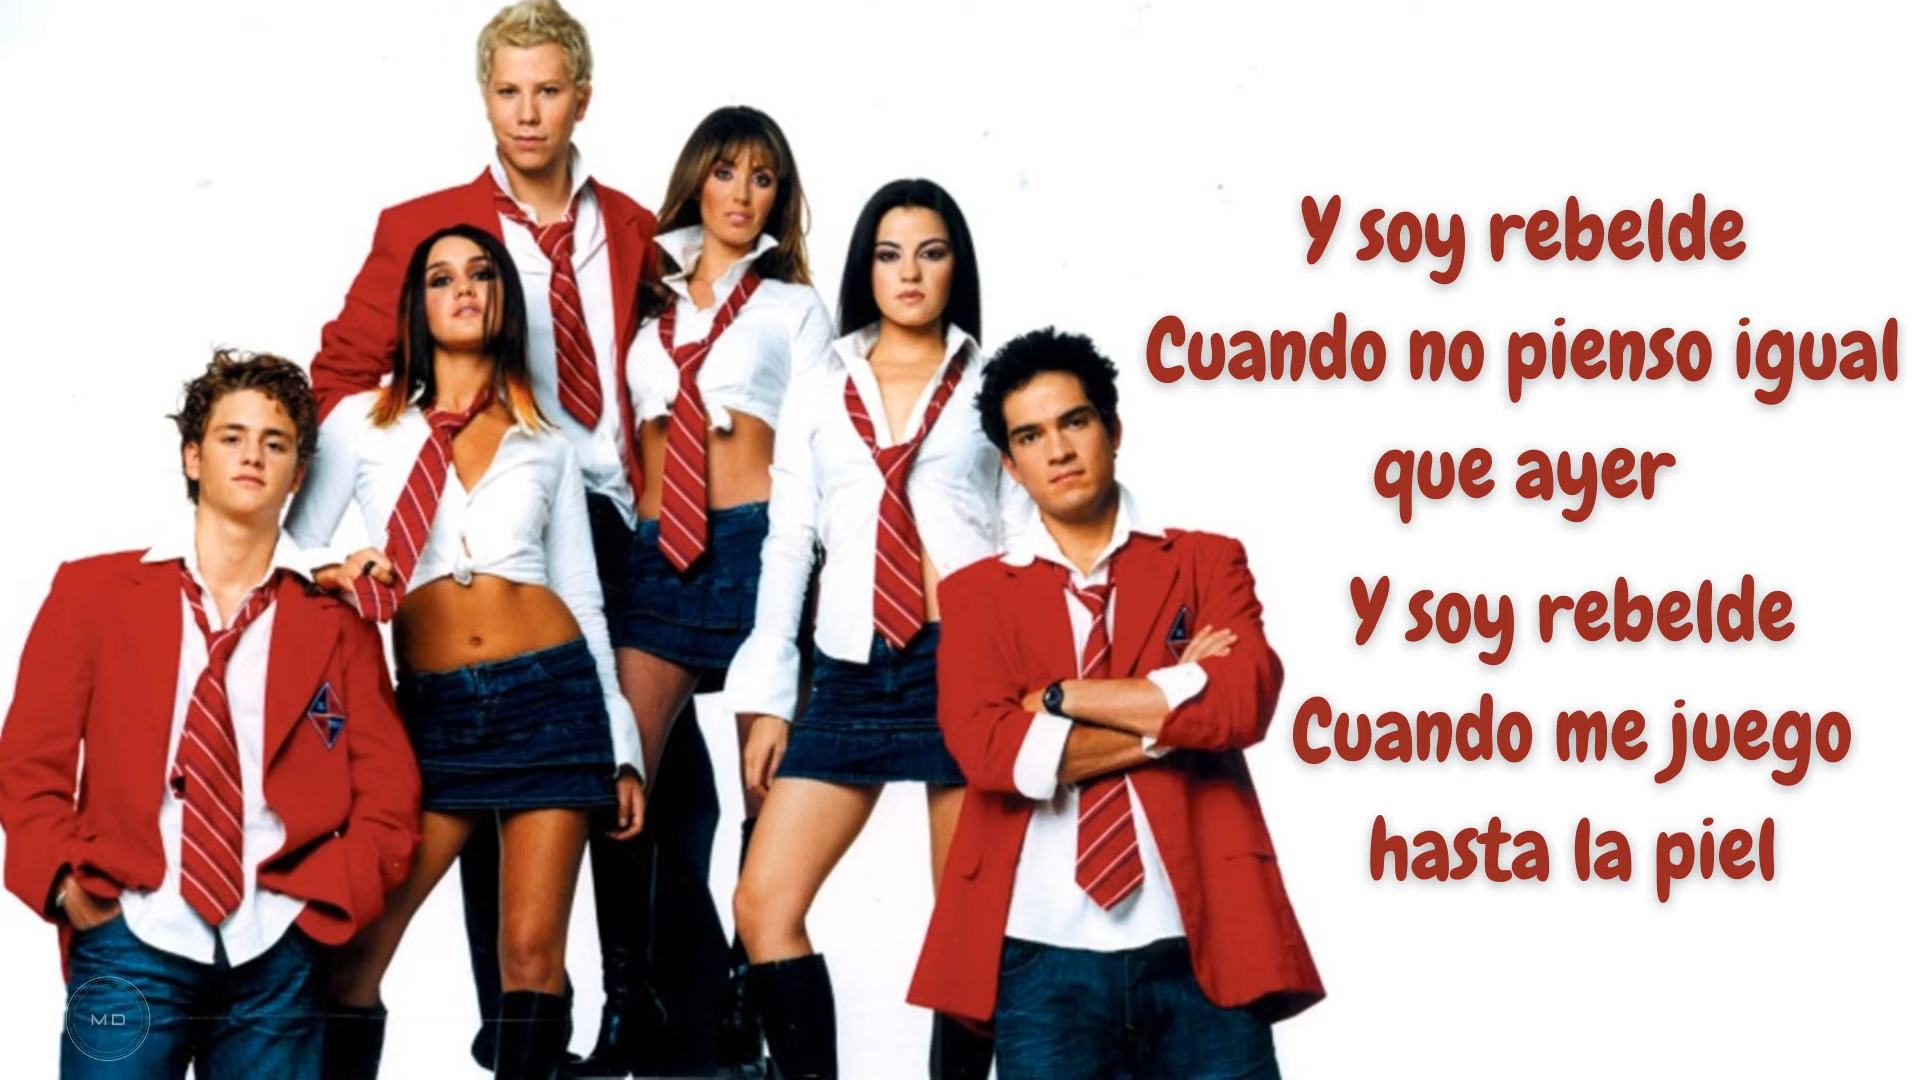 Y soy rebelde
Cuando no pienso igual
que ayer
Y soy rebelde
Cuando me juego
hasta la piel
MD